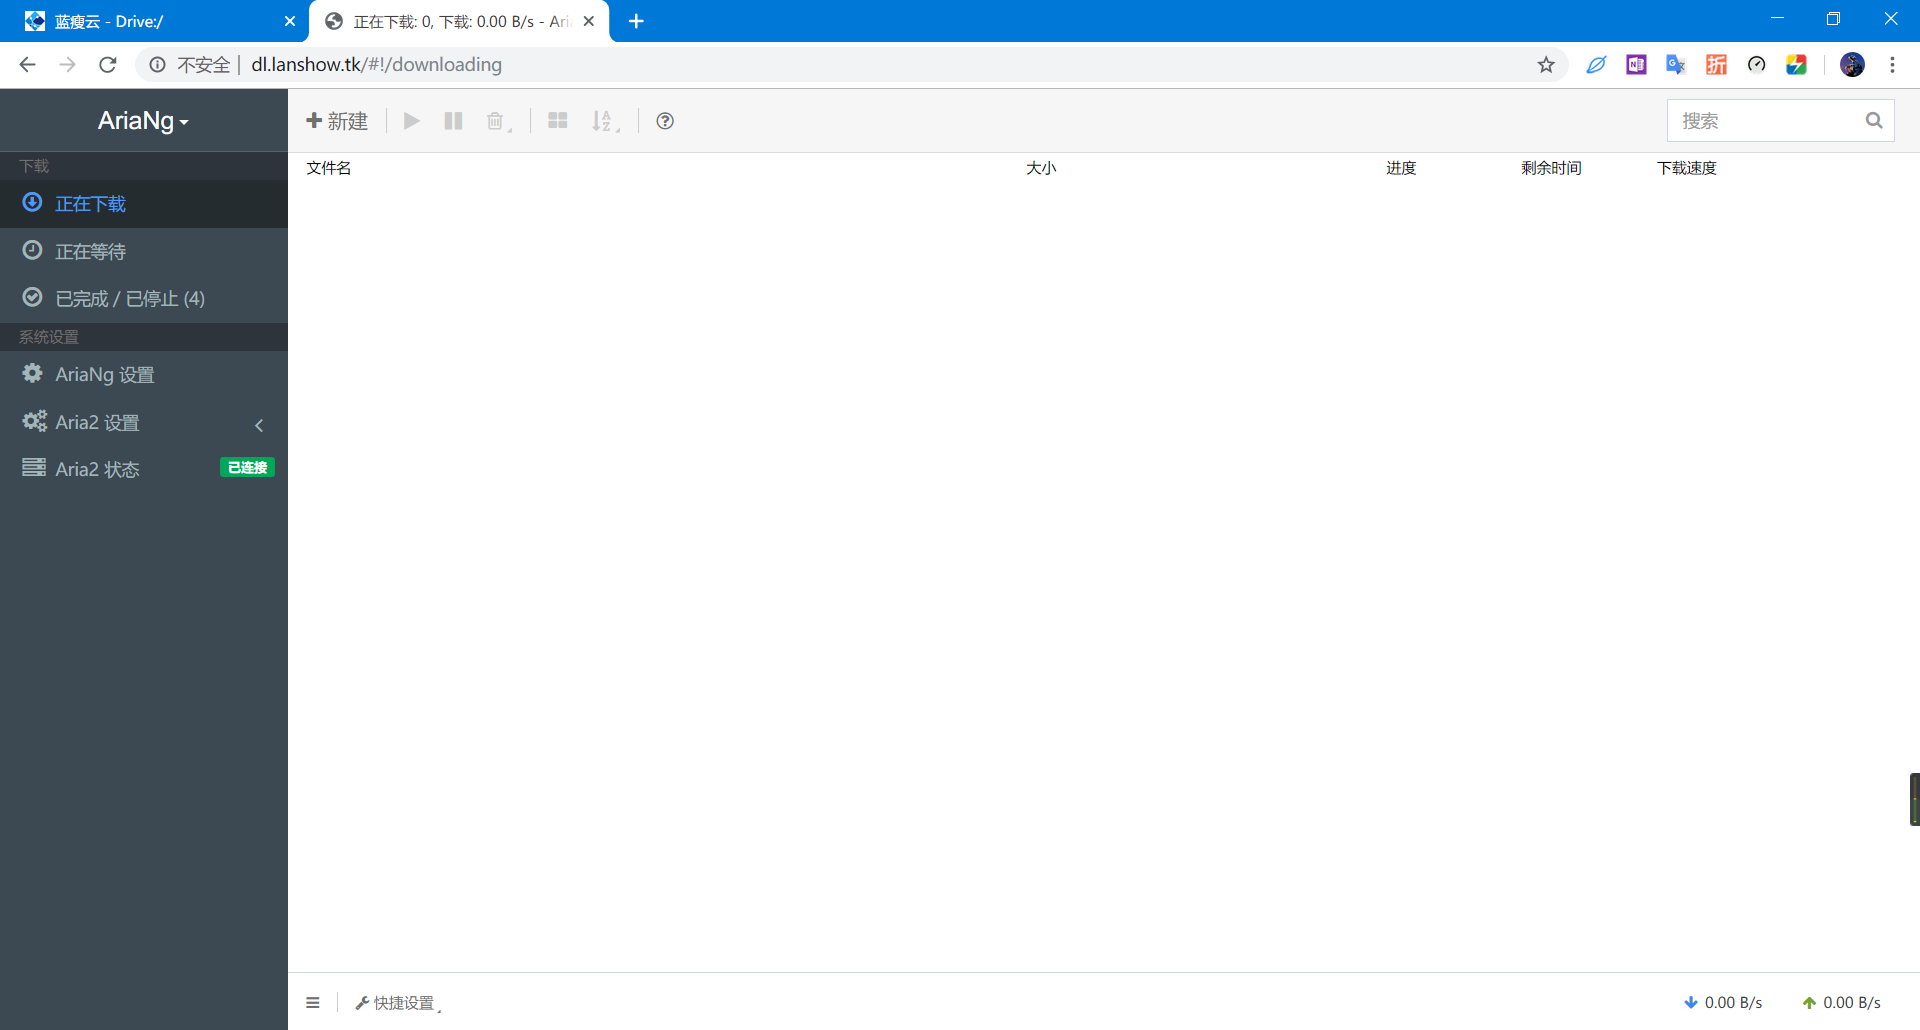 蓝瘦云 - Drive:/
正在下载: 0, 下载: 0.00 B/s - Aria
不安全 | dl.lanshow.tk/#!/downloading
AriaNg
新建
搜索
下载
正在下载
正在等待
已完成 / 已停止 (4)
系统设置
AriaNg 设置
Aria2 设置
Aria2 状态 已连接
文件名 大小 进度 剩余时间 下载速度
快捷设置
0.00 B/s 0.00 B/s